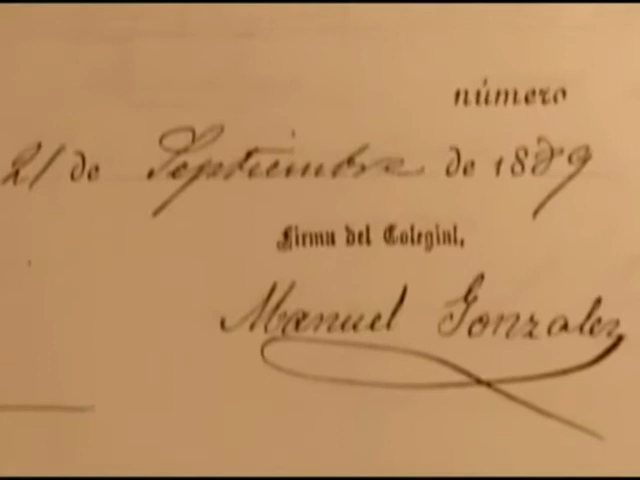 número
21 de Septiembre de 1889
Firma del Colegial,
Manuel Gonzalez